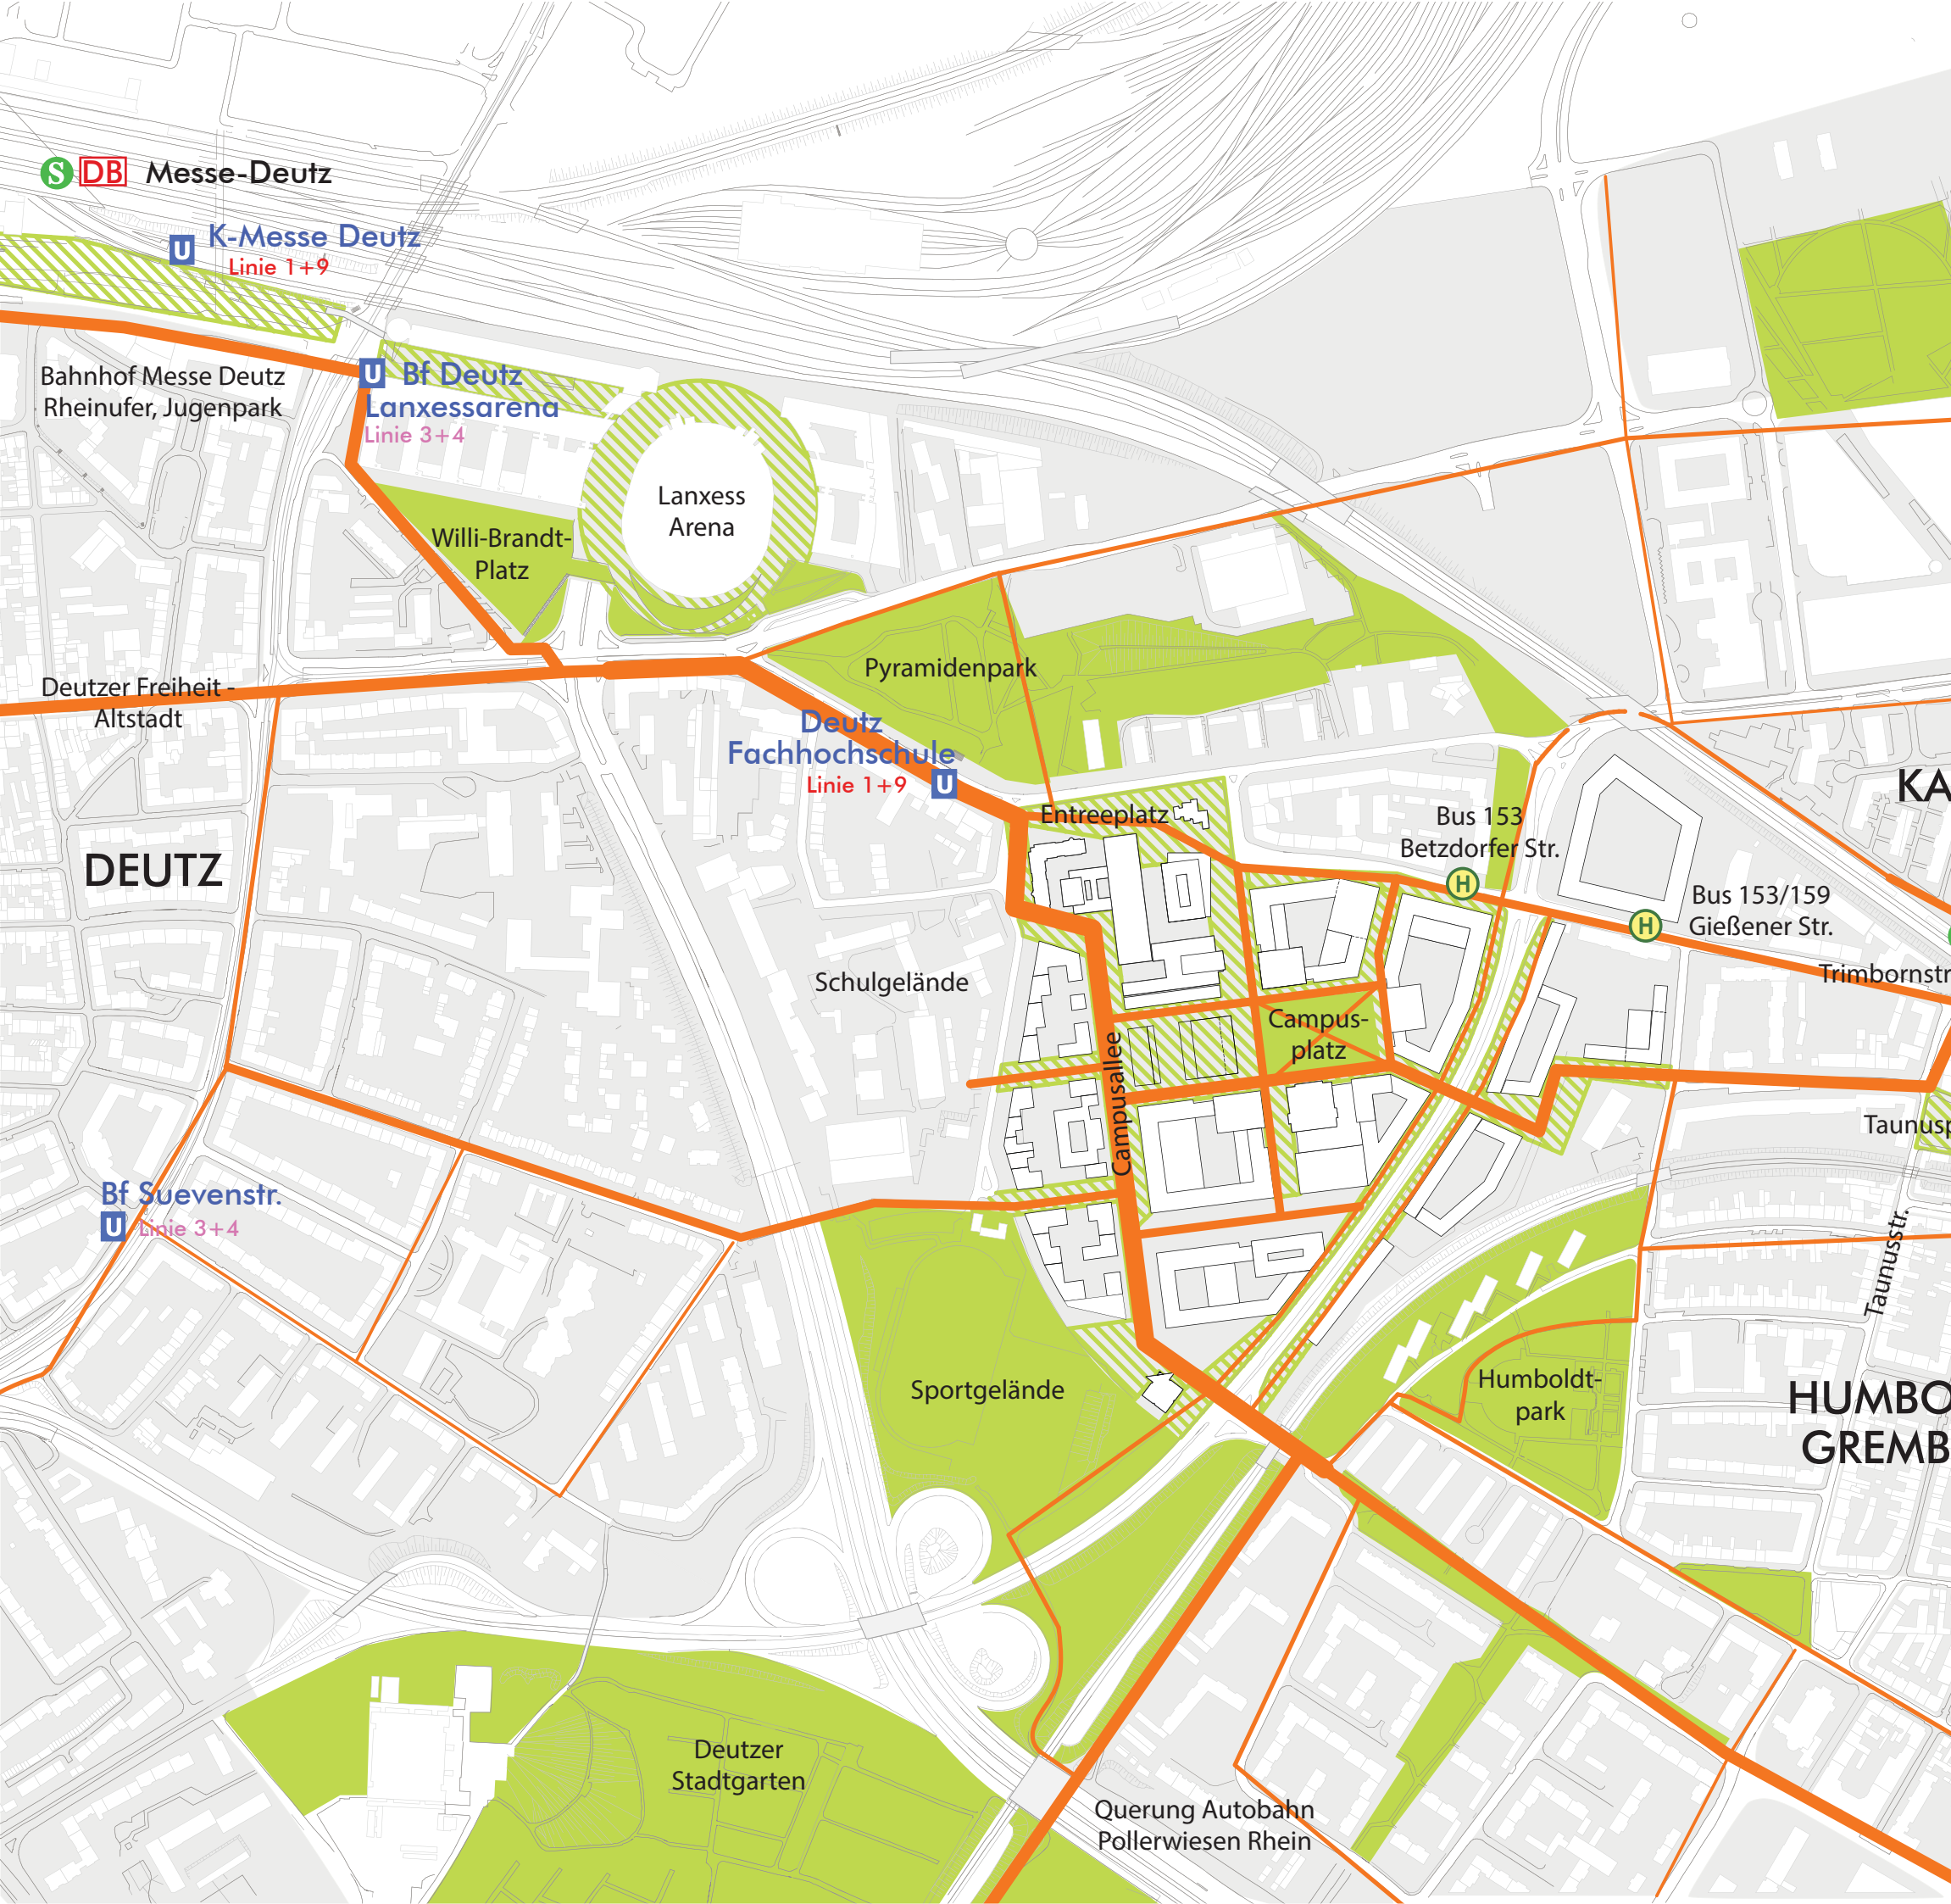 S DB Messe-Deutz
U K-Messe Deutz
Linie 1+9
Bahnhof Messe Deutz
Rheinufer, Jugenpark
U Bf Deutz
Lanxessarena
Linie 3+4
Lanxess
Arena
Willi-Brandt-
Platz
Pyramidenpark
Deutzer Freiheit -
Altstadt
Deutz
Fachhochschule
Linie 1+9 U
Entreeplatz
KA
Bus 153
Betzdorfer Str.
H
DEUTZ
Bus 153/159
Gießener Str.
H
Trimbornstr
Schulgelände
Campus-
platz
Campusallee
Taunusp
Bf Suevenstr.
U Linie 3+4
Taunusstr.
Sportgelände
Humboldt-
park
HUMBO
GREMB
Deutzer
Stadtgarten
Querung Autobahn
Pollerwiesen Rhein